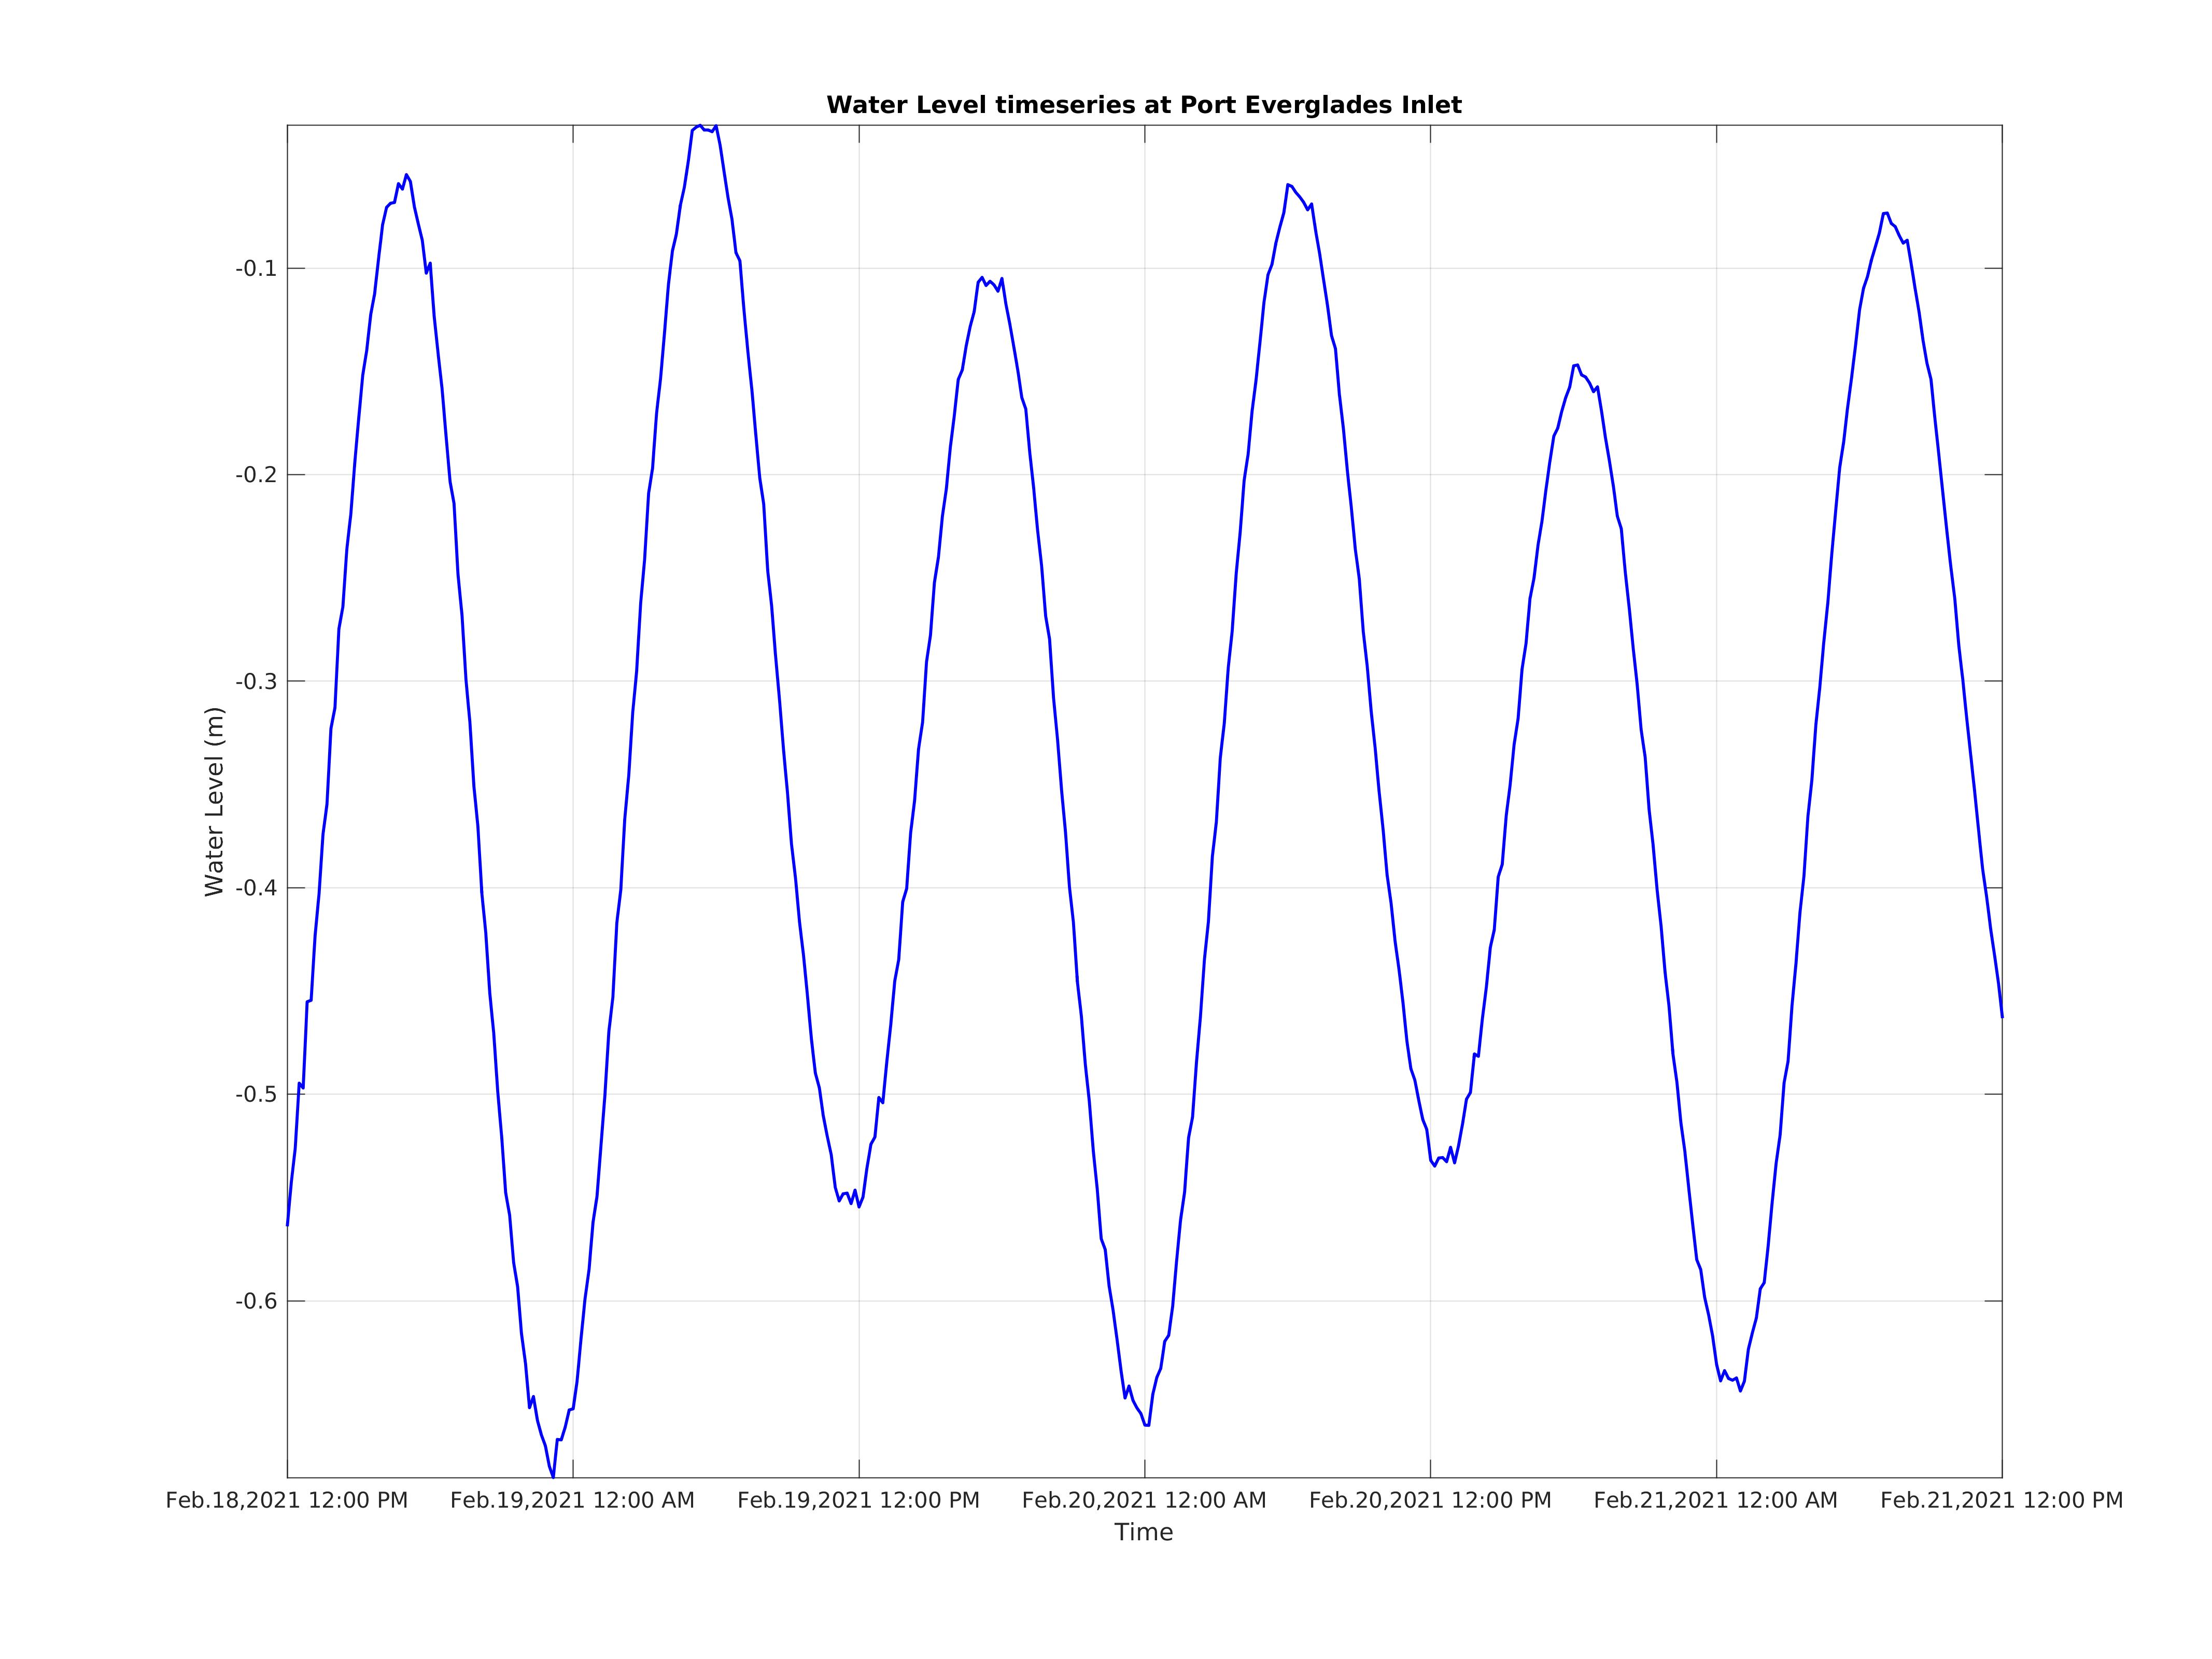 Water Level timeseries at Port Everglades Inlet
-0.1
-0.2
-0.3
-0.4
-0.5
-0.6
Water Level (m)
Feb.18,2021 12:00 PM
Feb.19,2021 12:00 AM
Feb.19,2021 12:00 PM
Feb.20,2021 12:00 AM
Feb.20,2021 12:00 PM
Feb.21,2021 12:00 AM
Feb.21,2021 12:00 PM
Time